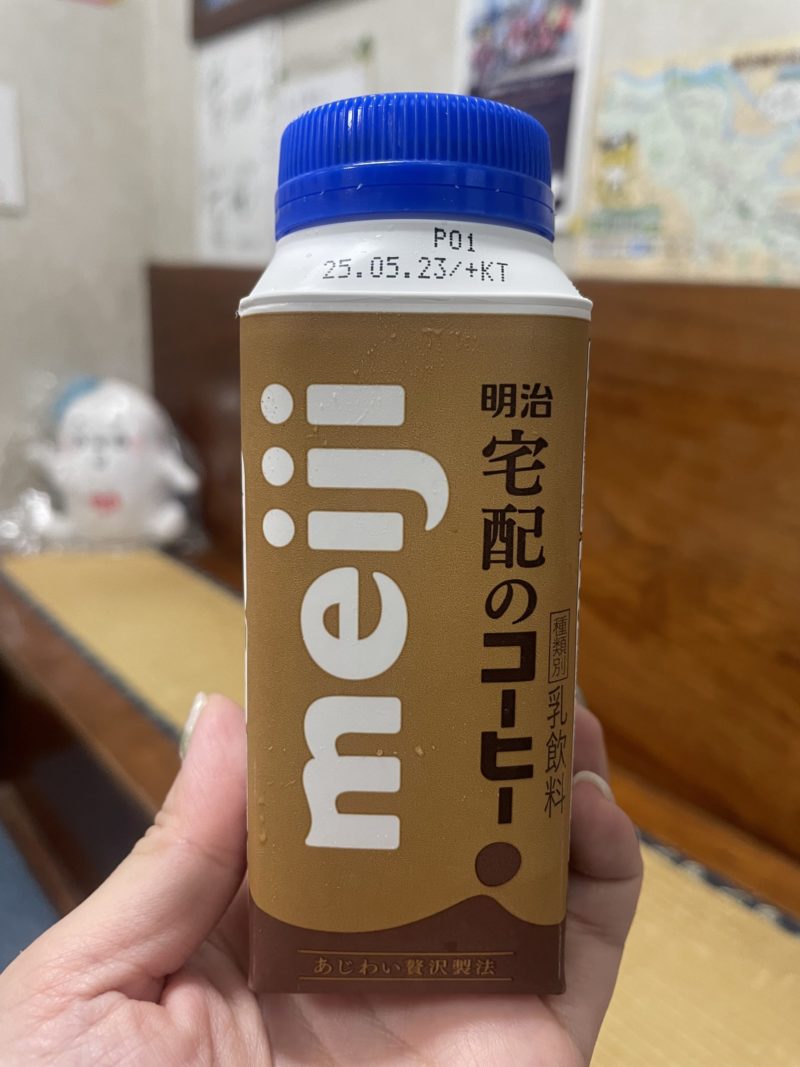 P01
25.05.23/+KT
meiji
明治
宅配のコーヒー
種類別 乳飲料
あじわい贅沢製法